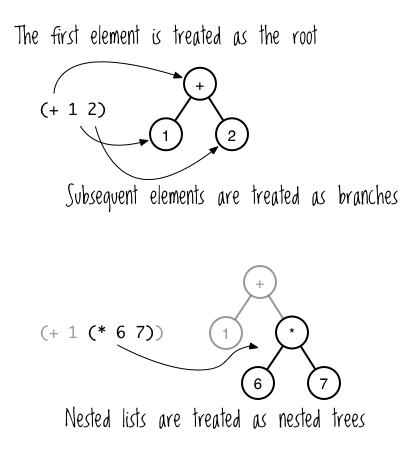 The first element is treated as the root
+
(+ 1 2)
1 2
Subsequent elements are treated as branches
+
(+ 1 (* 6 7)) 1 *
6 7
Nested lists are treated as nested trees